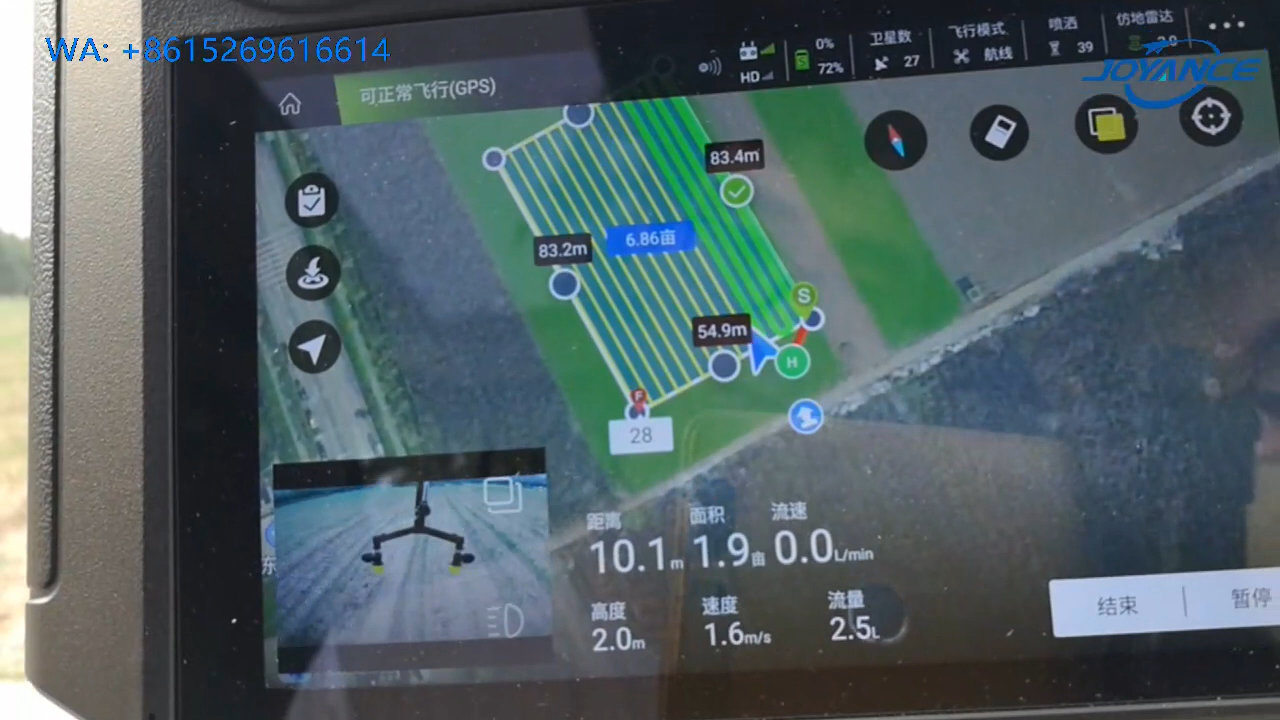 WA: +8615269616614
JOYANCE
可正常飞行(GPS)
HD
0%
72%
卫星数
27
飞行模式
航线
喷洒
39
仿地雷达
83.4m
83.2m
6.86亩
54.9m
S
H
F
28
距离
10.1m
面积
1.9亩
流速
0.0L/min
高度
2.0m
速度
1.6m/s
流量
2.5L
结束
暂停
东